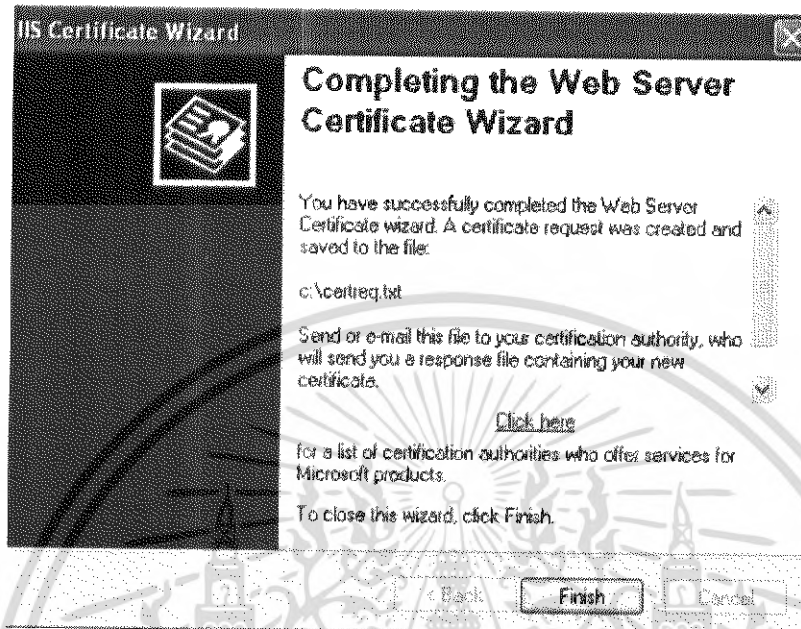 IIS Certificate Wizard
Completing the Web Server
Certificate Wizard
You have successfully completed the Web Server
Certificate wizard. A certificate request was created and
saved to the file:
c:\certreq.txt
Send or e-mail this file to your certification authority, who
will send you a response file containing your new
certificate.
Click here
for a list of certification authorities who offer services for
Microsoft products.
To close this wizard, click Finish.
< Back
Finish
Cancel